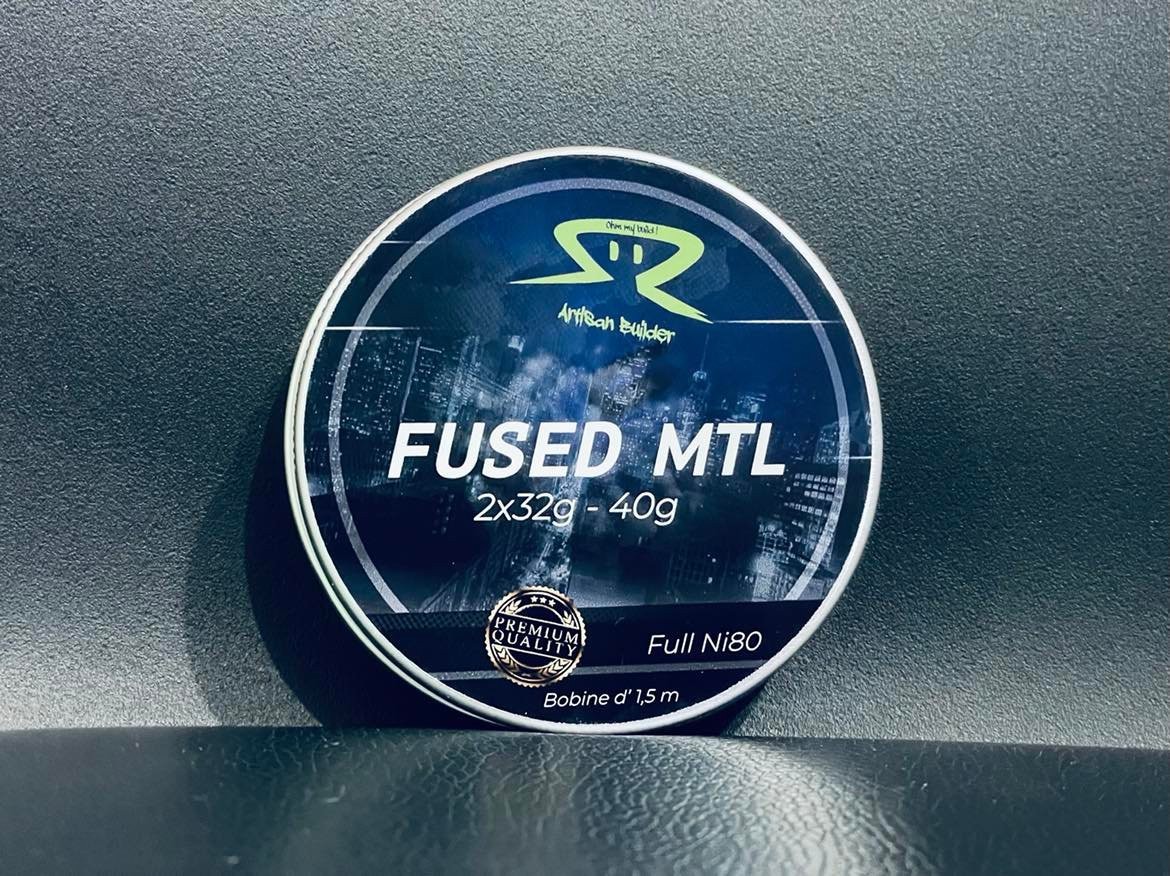 Ohm my build!
Artisan Builder
FUSED MTL
2x32g - 40g
PREMIUM
QUALITY
Full Ni80
Bobine d' 1,5 m